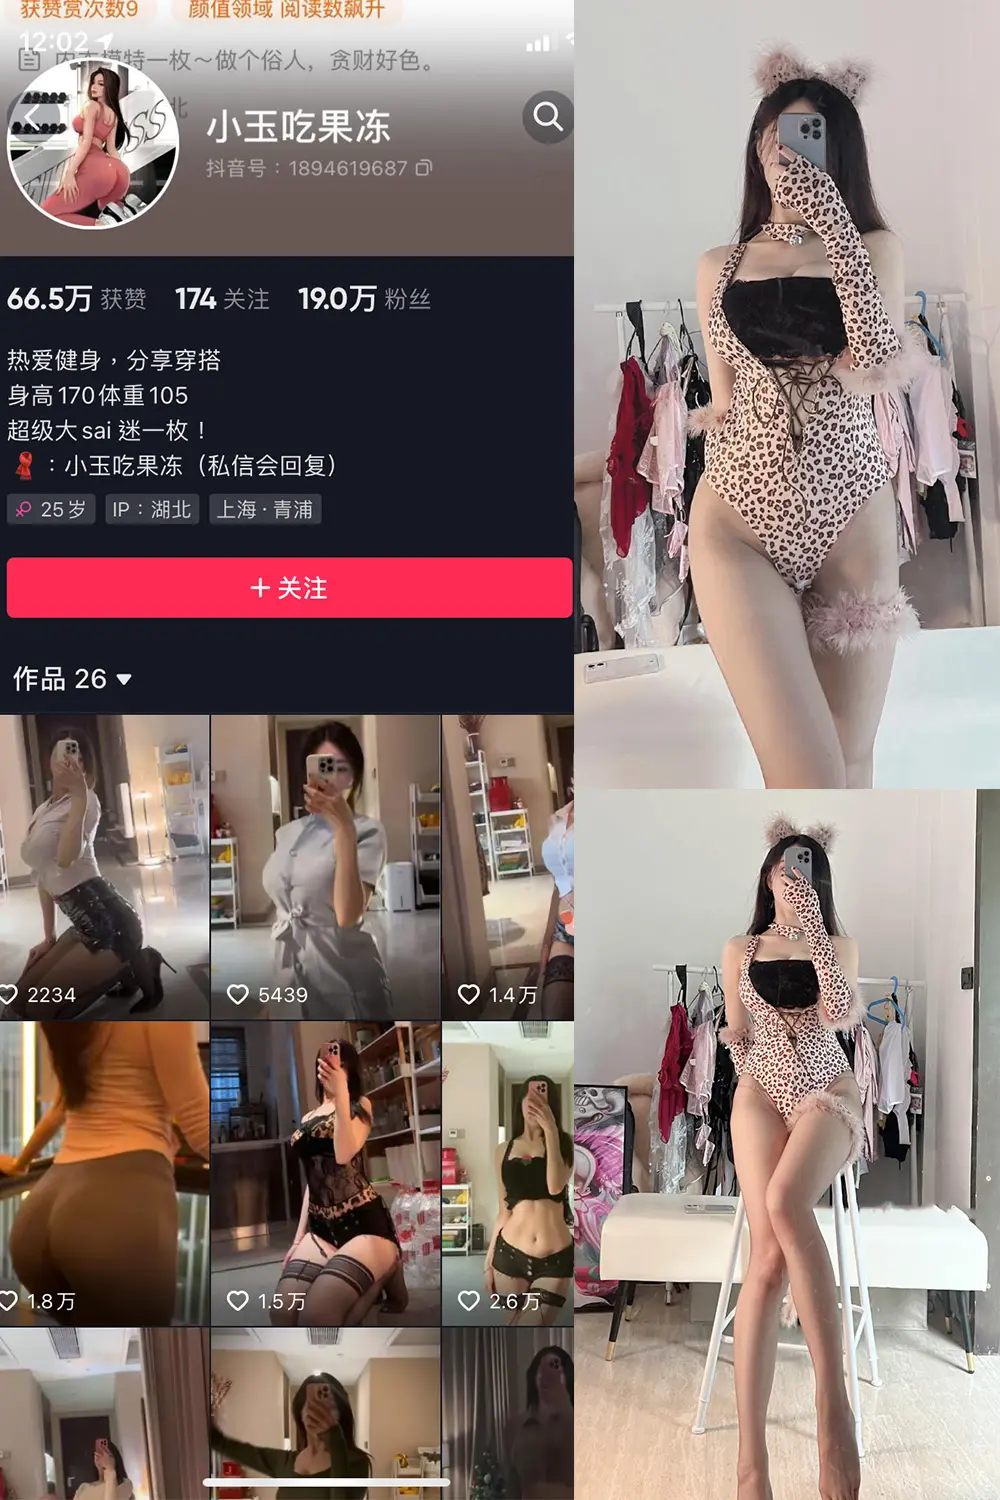 获赞赏次数9 颜值领域 阅读数飙升
12:02
内衣模特一枚～做个俗人，贪财好色。
北
小玉吃果冻
抖音号：1894619687
66.5万 获赞 174 关注 19.0万 粉丝
热爱健身，分享穿搭
身高170体重105
超级大sai迷一枚！
：小玉吃果冻（私信会回复）
25岁 IP：湖北 上海·青浦
+ 关注
作品 26
2234 5439 1.4万
1.8万 1.5万 2.6万